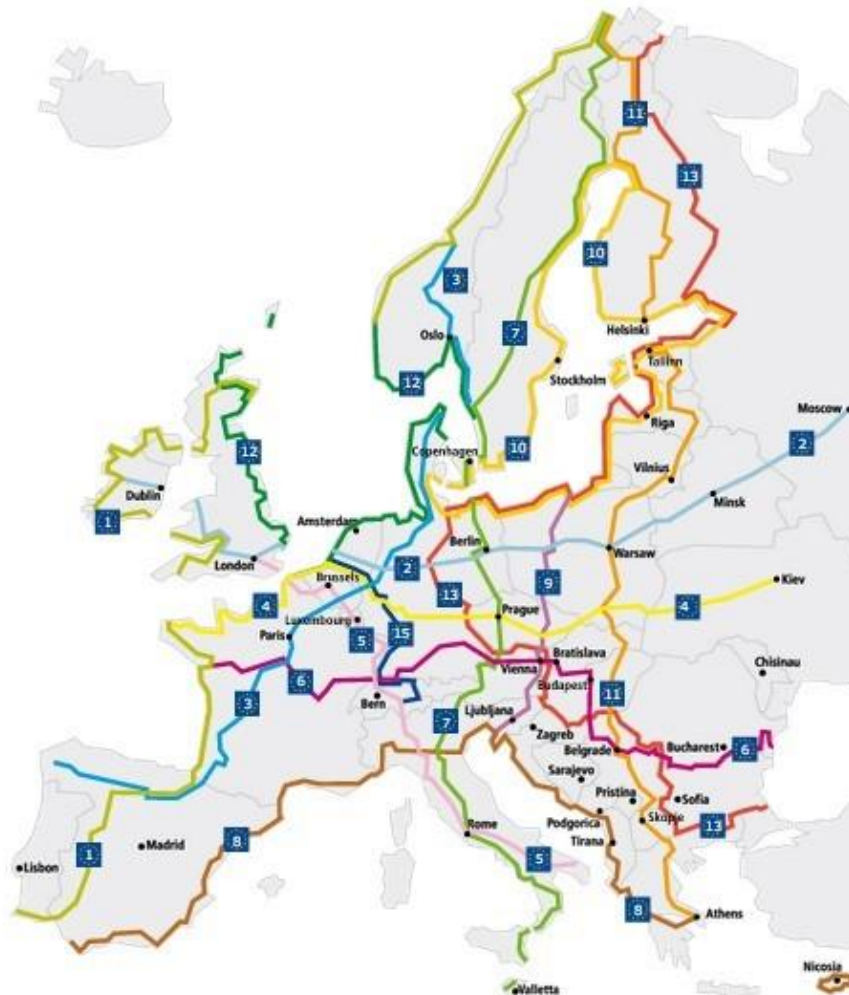 11
13
3
10
Oslo
7
Helsinki
12
Tallinn
Stockholm
Moscow
Riga
2
12
Copenhagen
10
Vilnius
Dublin
Minsk
1
Amsterdam
Berlin
Warsaw
London
2
9
Brussels
Kiev
4
13
4
Prague
Luxembourg
15
Paris
5
Vienna
Bratislava
Chisinau
6
Budapest
Bern
11
3
7
Ljubljana
Zagreb
Belgrade
Bucharest
6
Sarajevo
Pristina
Sofia
Rome
Podgorica
Skopje
13
Madrid
8
1
Tirana
5
Lisbon
8
Athens
Nicosia
Valletta